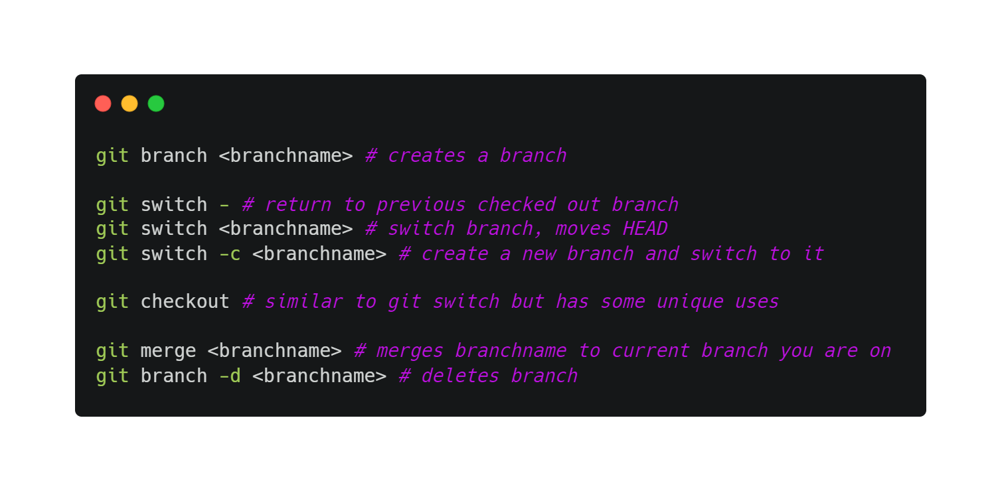 git branch <branchname> # creates a branch
git switch - # return to previous checked out branch
git switch <branchname> # switch branch, moves HEAD
git switch -c <branchname> # create a new branch and switch to it
git checkout # similar to git switch but has some unique uses
git merge <branchname> # merges branchname to current branch you are on
git branch -d <branchname> # deletes branch